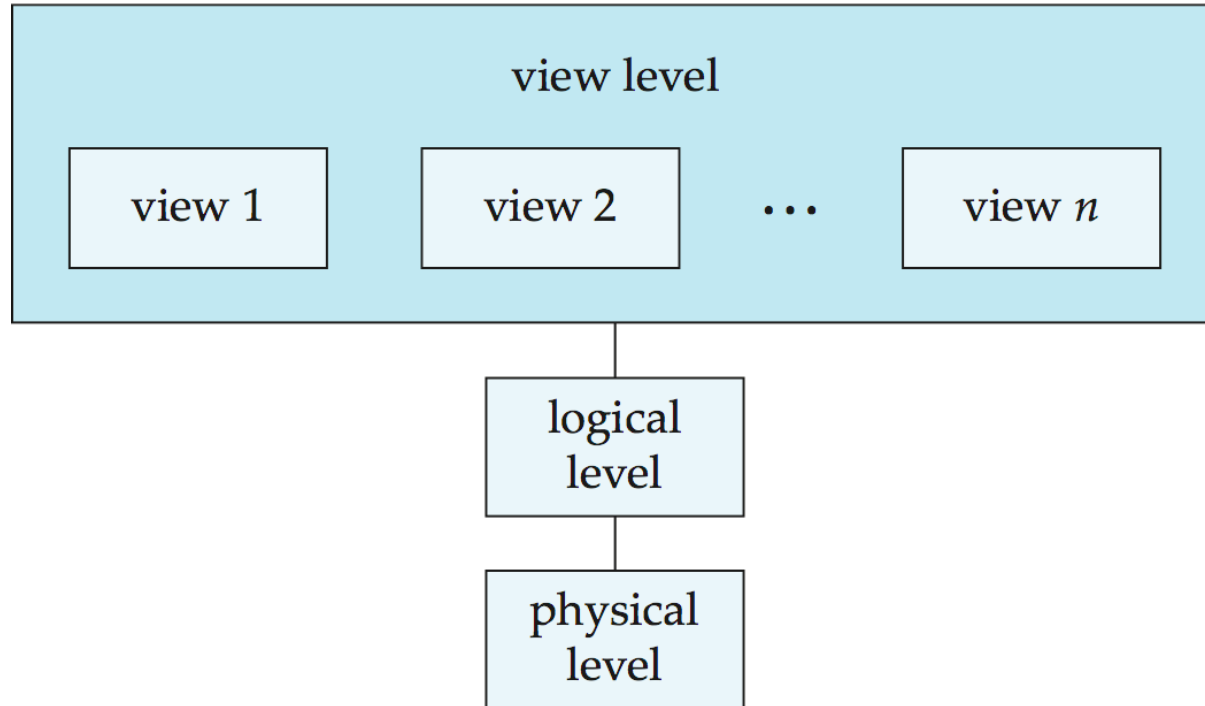 view level
view 1
view 2
...
view n
logical
level
physical
level